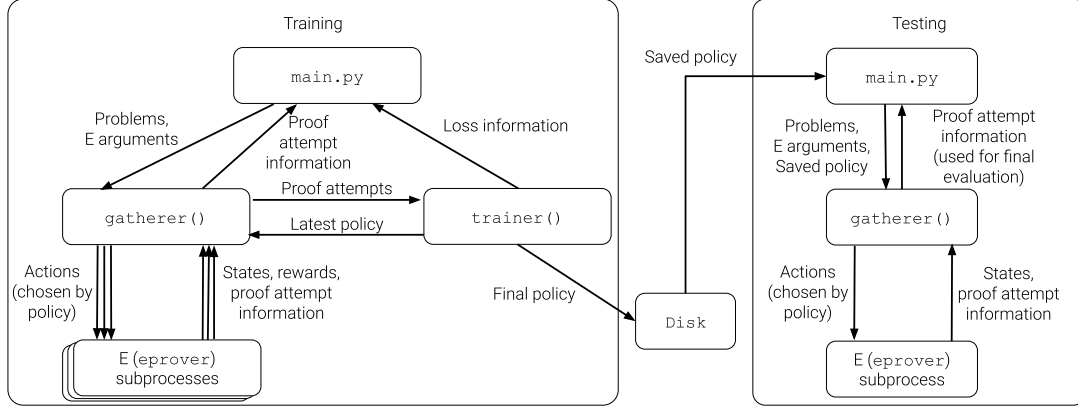 Training
main.py
Problems,
E arguments
Proof
attempt
information
Loss information
Proof attempts
gatherer()
trainer()
Latest policy
Actions
(chosen by
policy)
States, rewards,
proof attempt
information
Final policy
E (eprover)
subprocesses
Saved policy
Disk
Testing
main.py
Problems,
E arguments,
Saved policy
Proof attempt
information
(used for final
evaluation)
gatherer()
Actions
(chosen by
policy)
States,
proof attempt
information
E (eprover)
subprocess